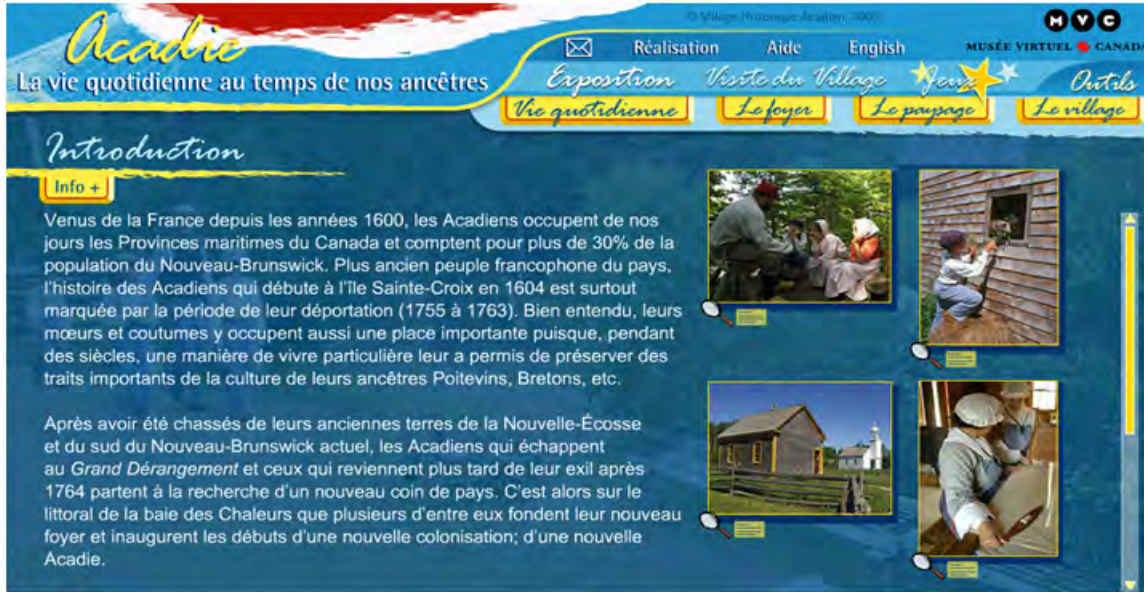 © Village Historique Acadien, 2005
MVC
MUSÉE VIRTUEL CANADA
Acadie
La vie quotidienne au temps de nos ancêtres
Réalisation Aide English
Exposition Visite du Village Jeux Outils
Vie quotidienne Le foyer Le paysage Le village
Introduction
Info +
Venus de la France depuis les années 1600, les Acadiens occupent de nos
jours les Provinces maritimes du Canada et comptent pour plus de 30% de la
population du Nouveau-Brunswick. Plus ancien peuple francophone du pays,
l'histoire des Acadiens qui débute à l'île Sainte-Croix en 1604 est surtout
marquée par la période de leur déportation (1755 à 1763). Bien entendu, leurs
mœurs et coutumes y occupent aussi une place importante puisque, pendant
des siècles, une manière de vivre particulière leur a permis de préserver des
traits importants de la culture de leurs ancêtres Poitevins, Bretons, etc.
Après avoir été chassés de leurs anciennes terres de la Nouvelle-Écosse
et du sud du Nouveau-Brunswick actuel, les Acadiens qui échappent
au Grand Dérangement et ceux qui reviennent plus tard de leur exil après
1764 partent à la recherche d'un nouveau coin de pays. C'est alors sur le
littoral de la baie des Chaleurs que plusieurs d'entre eux fondent leur nouveau
foyer et inaugurent les débuts d'une nouvelle colonisation; d'une nouvelle
Acadie.